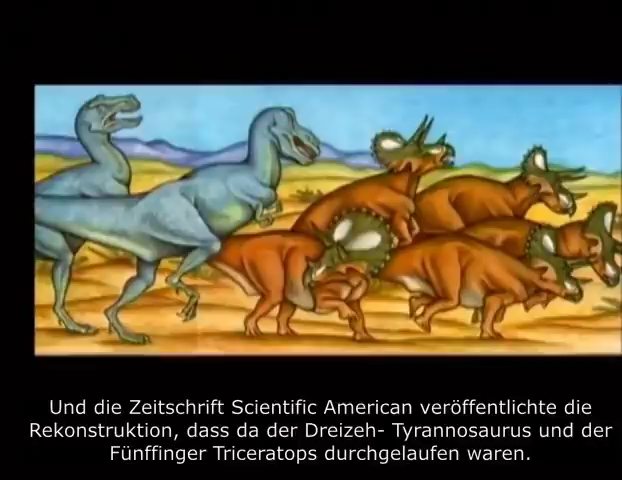 Und die Zeitschrift Scientific American veröffentlichte die
Rekonstruktion, dass da der Dreizeh- Tyrannosaurus und der
Fünffinger Triceratops durchgelaufen waren.